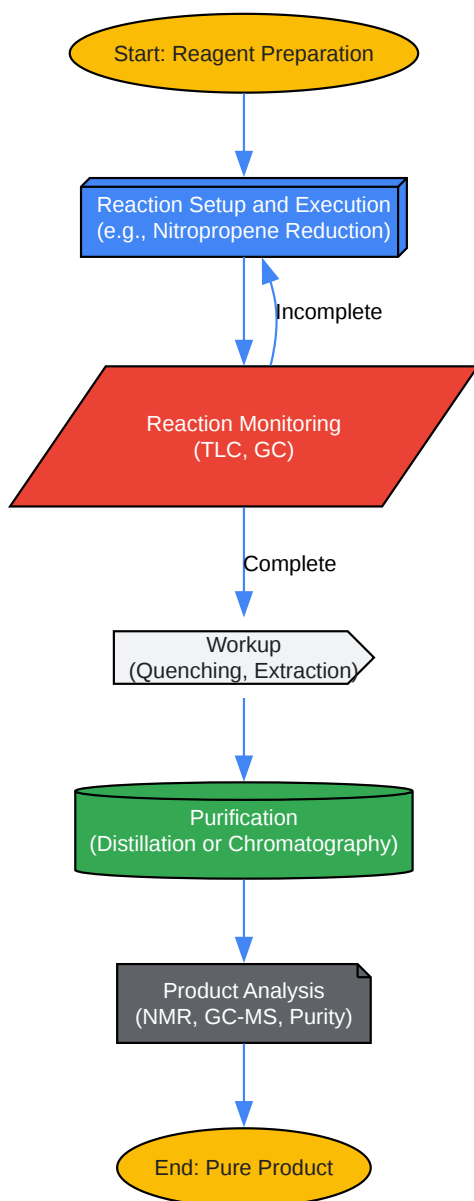 Start: Reagent Preparation
Reaction Setup and Execution
(e.g., Nitropropene Reduction)
Incomplete
Reaction Monitoring
(TLC, GC)
Complete
Workup
(Quenching, Extraction)
Purification
(Distillation or Chromatography)
Product Analysis
(NMR, GC-MS, Purity)
End: Pure Product